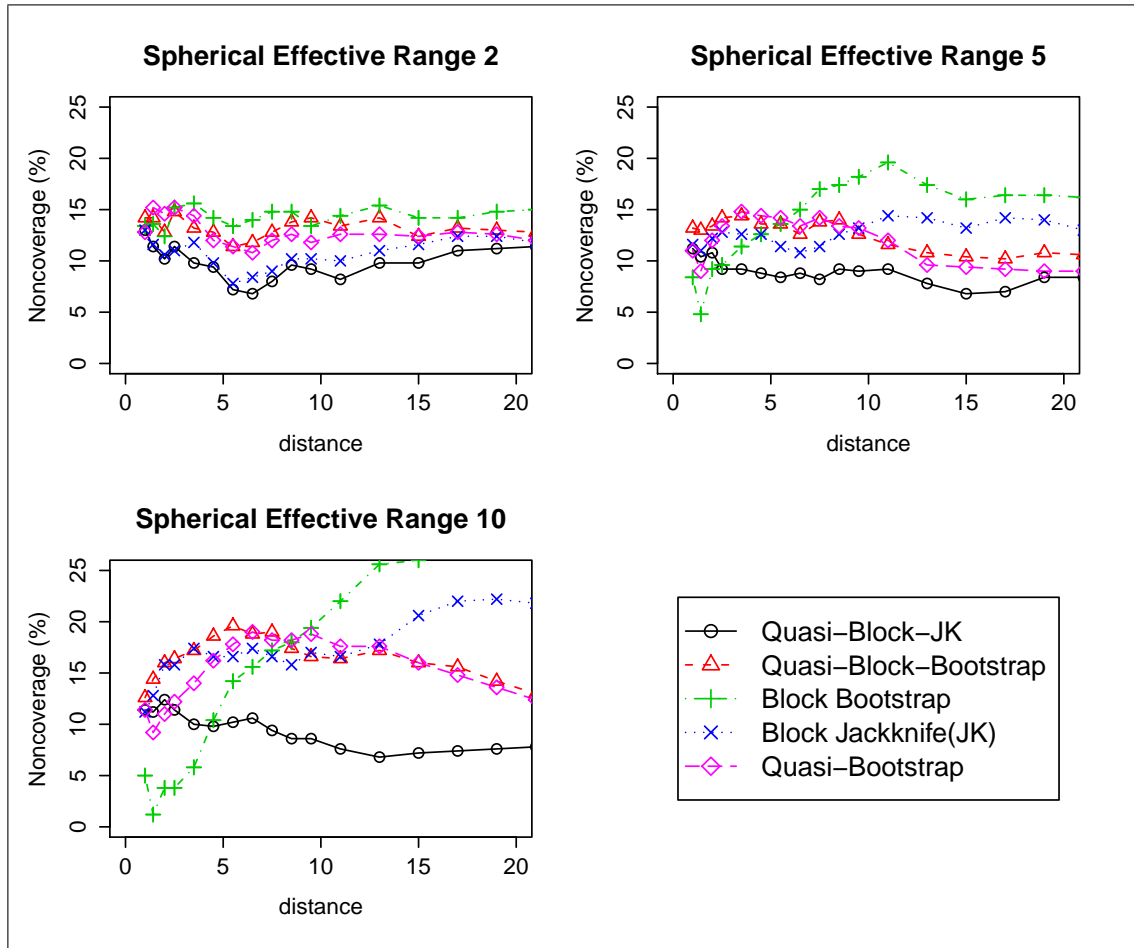 Spherical Effective Range 2
Noncoverage (%)
0 5 10 15 20 25
0 5 10 15 20
distance
Spherical Effective Range 5
Noncoverage (%)
0 5 10 15 20 25
0 5 10 15 20
distance
Spherical Effective Range 10
Noncoverage (%)
0 5 10 15 20 25
0 5 10 15 20
distance
Quasi−Block−JK
Quasi−Block−Bootstrap
Block Bootstrap
Block Jackknife(JK)
Quasi−Bootstrap